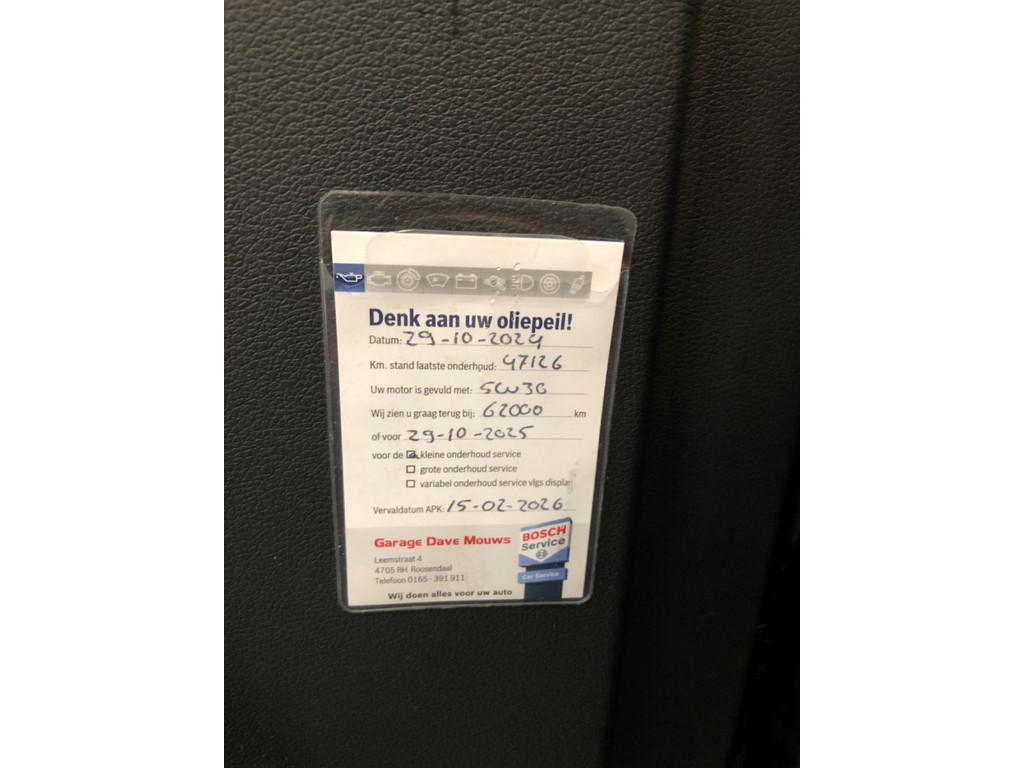 Denk aan uw oliepeil!
Datum: 29-10-2024
Km. stand laatste onderhoud: 47126
Uw motor is gevuld met: 5W30
Wij zien u graag terug bij: 62000 km
of voor 29-10-2025
voor de kleine onderhoud service
grote onderhoud service
variabel onderhoud service vlgs display
Vervaldatum APK: 15-02-2026
Garage Dave Mouws
Leemstraat 4
4705 RH Roosendaal
Telefoon 0165-391 911
Wij doen alles voor uw auto
BOSCH
Service
Car Service